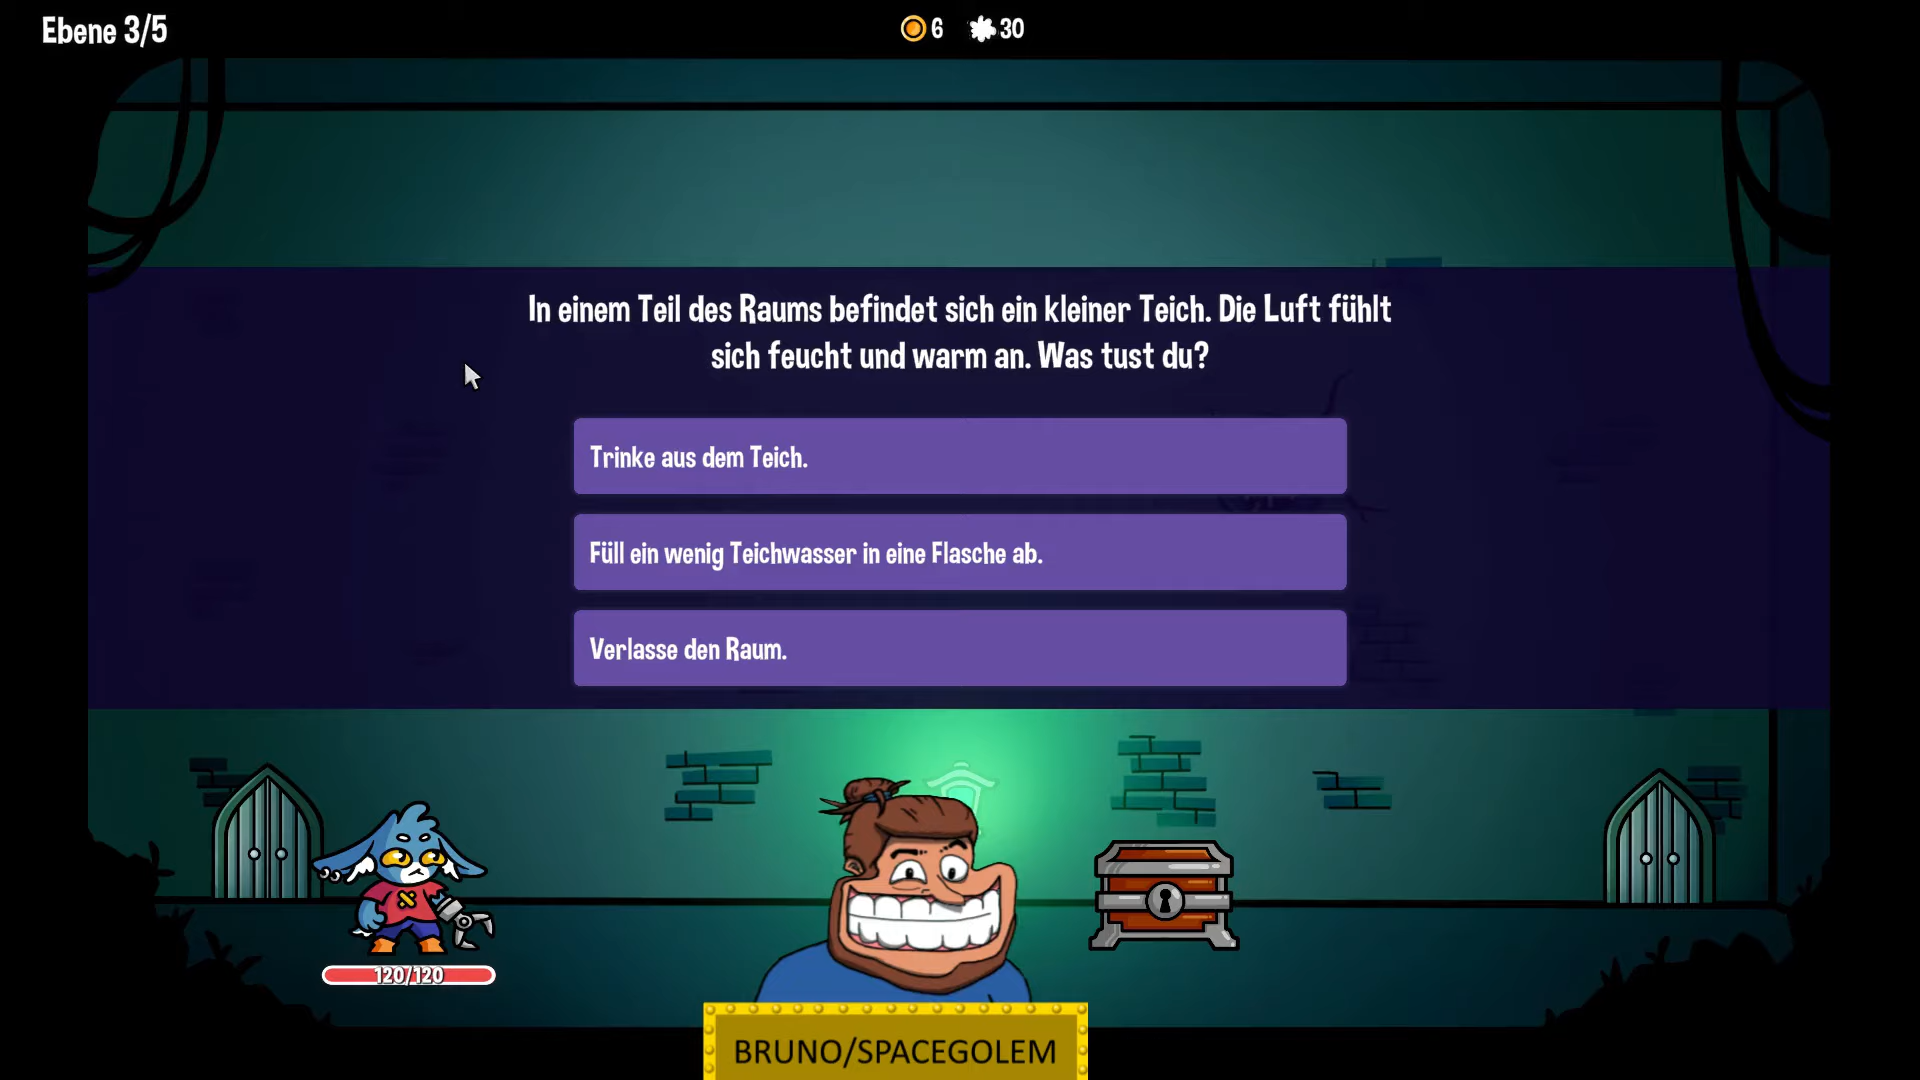 Ebene 3/5
6
30
In einem Teil des Raums befindet sich ein kleiner Teich. Die Luft fühlt
sich feucht und warm an. Was tust du?
Trinke aus dem Teich.
Füll ein wenig Teichwasser in eine Flasche ab.
Verlasse den Raum.
120/120
BRUNO/SPACEGOLEM